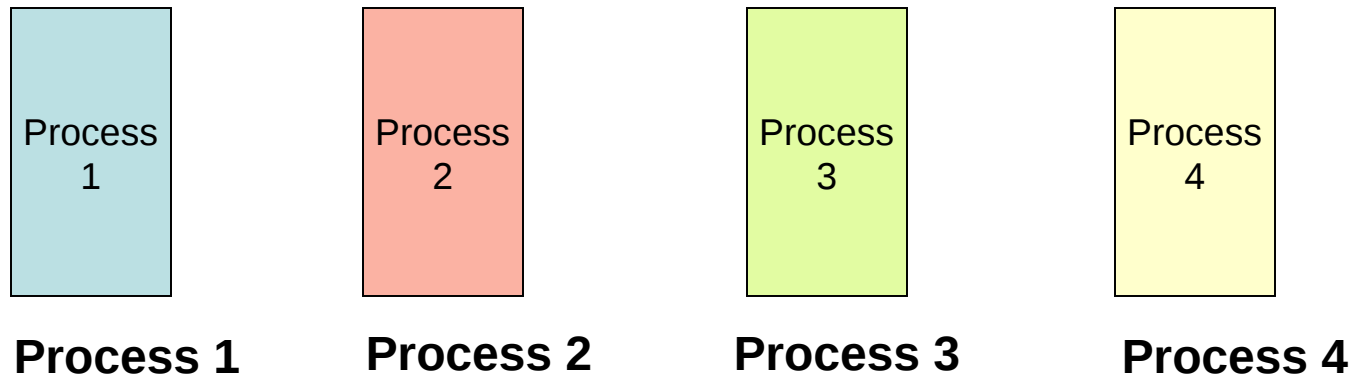 Process
1
Process
2
Process
3
Process
4
Process 1
Process 2
Process 3
Process 4